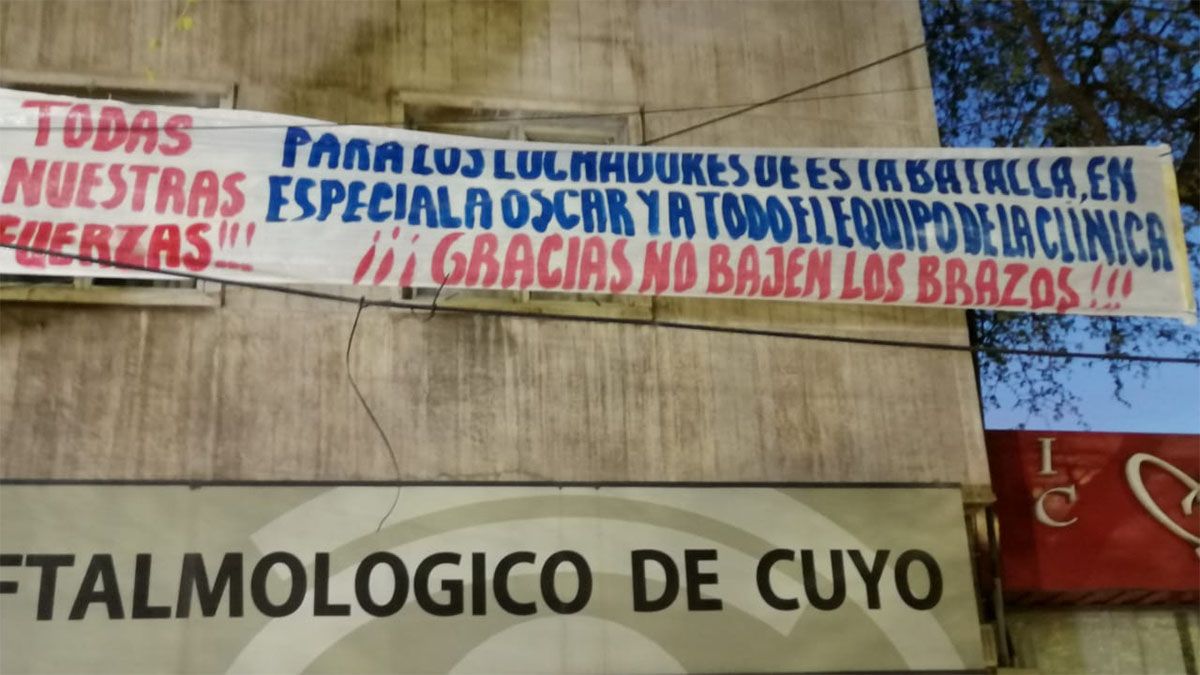 TODAS
NUESTRAS
FUERZAS!!!
PARA LOS LUCHADORES DE ESTA BATALLA, EN
ESPECIAL A OSCAR Y A TODO EL EQUIPO DE LA CLÍNICA
¡¡¡GRACIAS NO BAJEN LOS BRAZOS!!!
FTALMOLOGICO DE CUYO
I
C